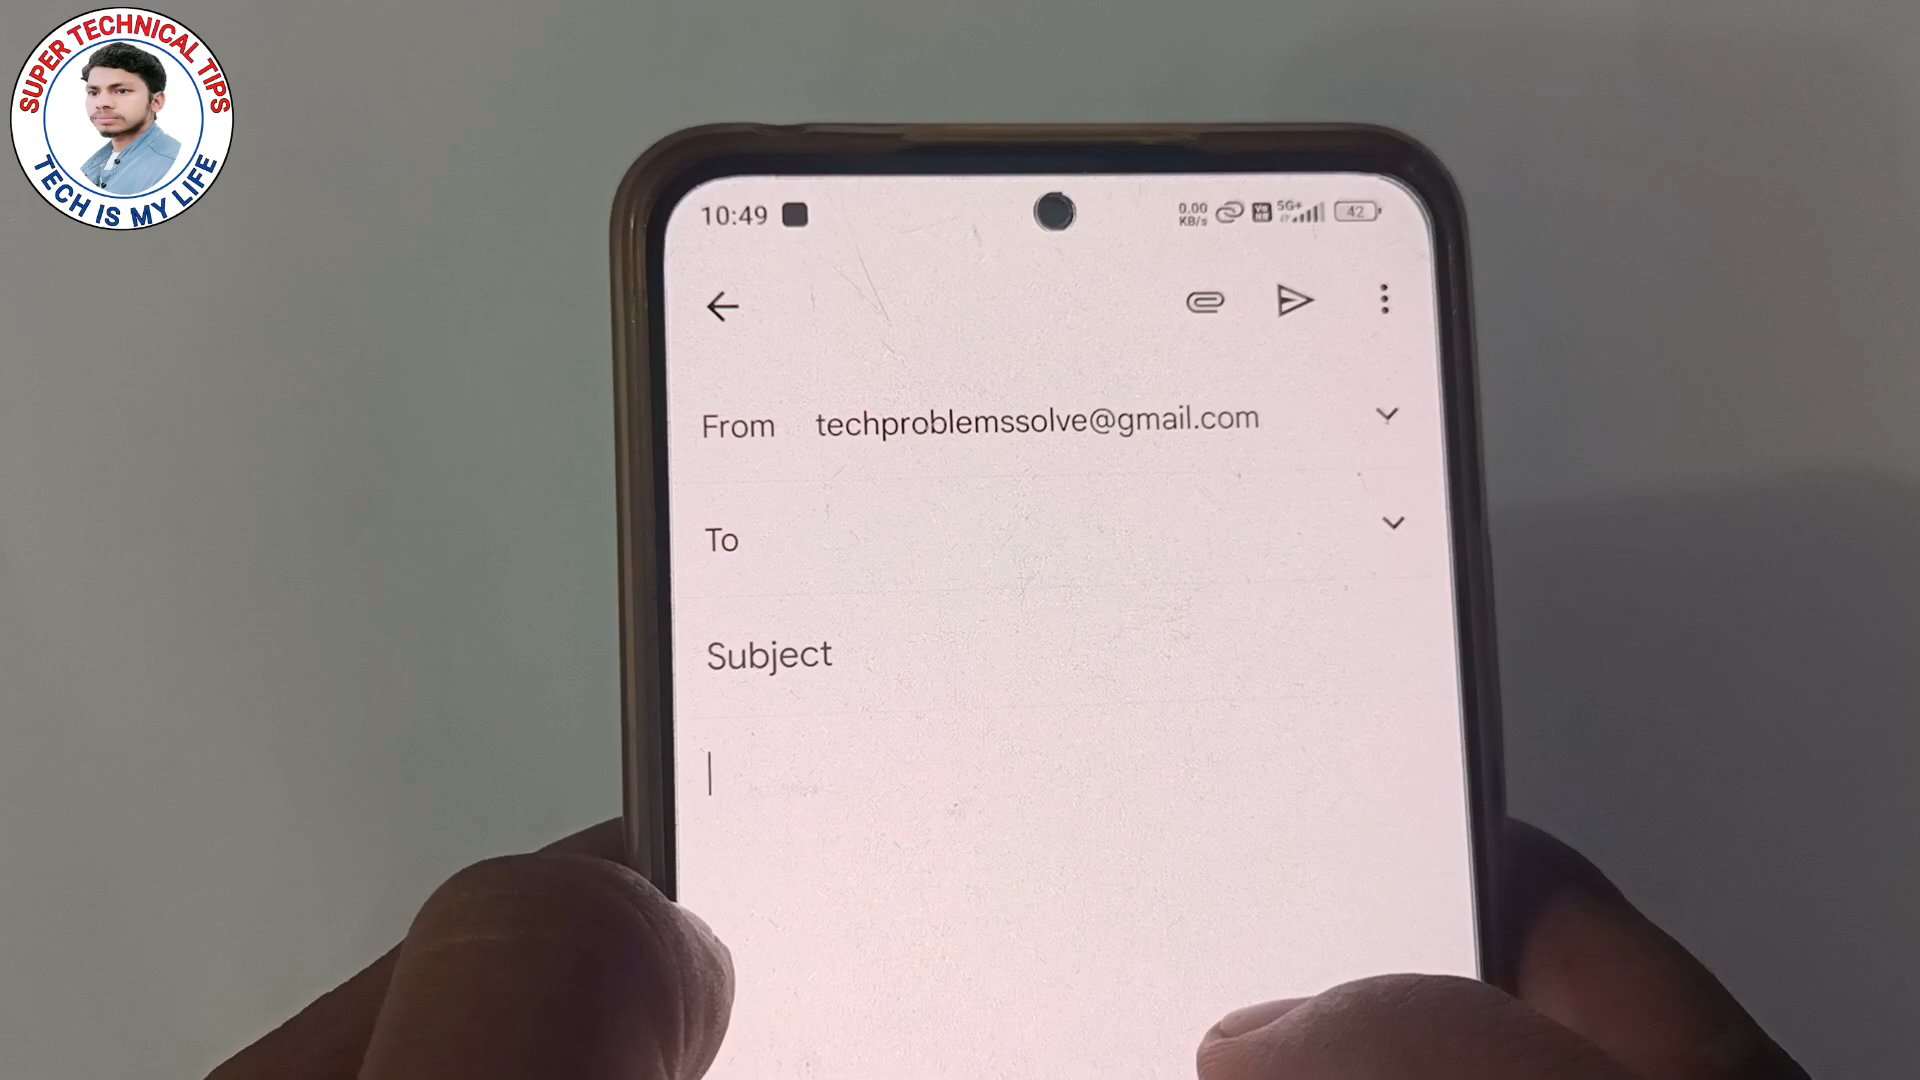 SUPER TECHNICAL TIPS
TECH IS MY LIFE
10:49
0.00 KB/s
5G+
42
From techproblemssolve@gmail.com
To
Subject